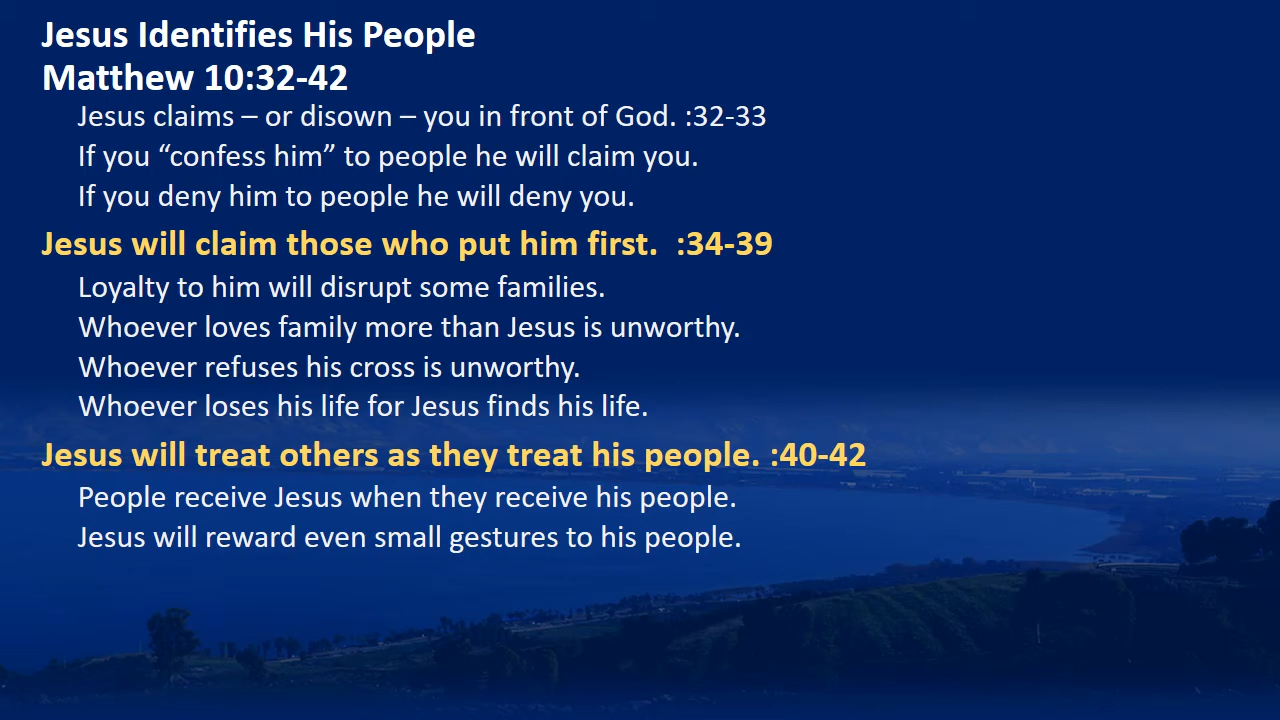 Jesus Identifies His People
Matthew 10:32-42
Jesus claims – or disown – you in front of God. :32-33
If you “confess him” to people he will claim you.
If you deny him to people he will deny you.
Jesus will claim those who put him first.  :34-39
Loyalty to him will disrupt some families.
Whoever loves family more than Jesus is unworthy.
Whoever refuses his cross is unworthy.
Whoever loses his life for Jesus finds his life.
Jesus will treat others as they treat his people. :40-42
People receive Jesus when they receive his people.
Jesus will reward even small gestures to his people.